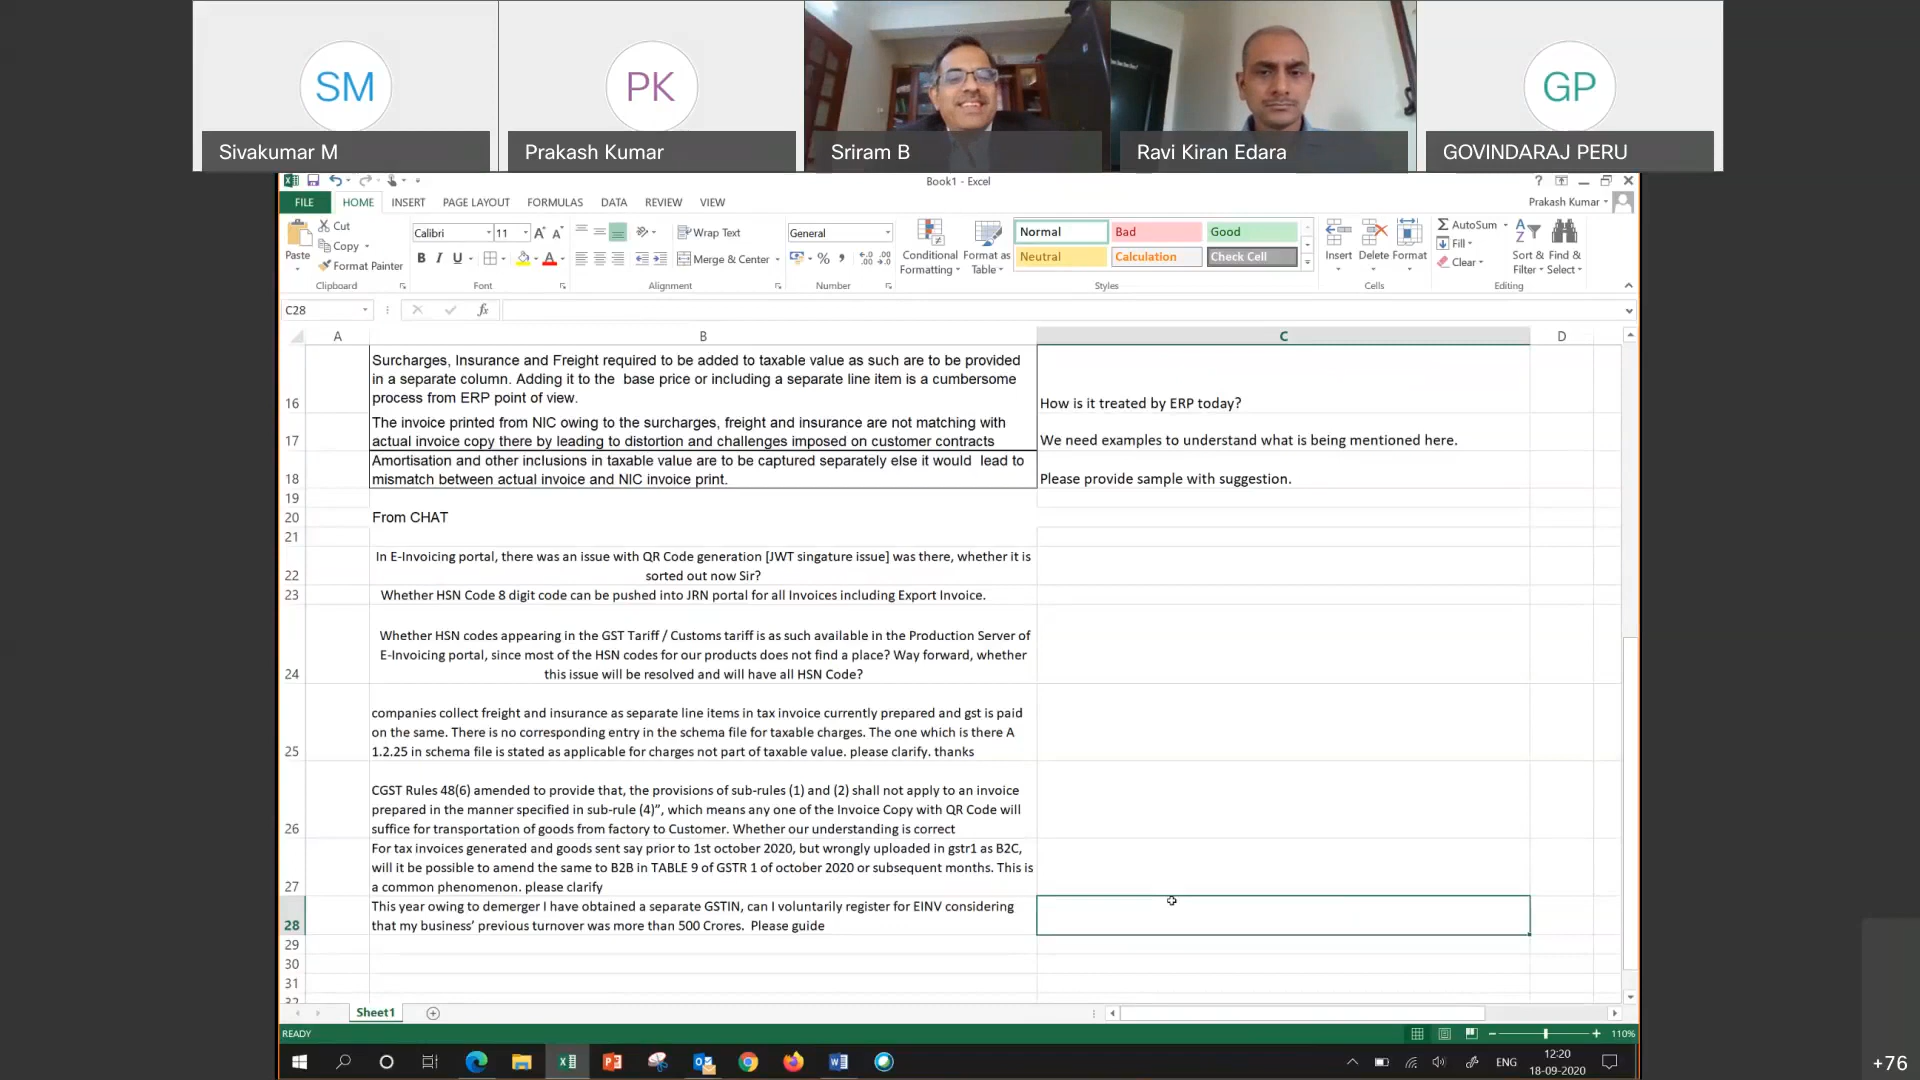 SM
PK
GP
Sivakumar M
Prakash Kumar
Sriram B
Ravi Kiran Edara
GOVINDARAJ PERU
Book1 - Excel
FILE HOME INSERT PAGE LAYOUT FORMULAS DATA REVIEW VIEW
Prakash Kumar
Paste
Cut
Copy
Format Painter
Clipboard
Calibri 11
B I U
Font
Wrap Text
Merge & Center
Alignment
General
Number
Conditional Formatting
Format as Table
Normal Bad Good
Neutral Calculation Check Cell
Styles
Insert Delete Format
Cells
AutoSum
Fill
Clear
Sort & Filter
Find & Select
Editing
C28
A B C D
Surcharges, Insurance and Freight required to be added to taxable value as such are to be provided
in a separate column. Adding it to the base price or including a separate line item is a cumbersome
process from ERP point of view.
16
How is it treated by ERP today?
The invoice printed from NIC owing to the surcharges, freight and insurance are not matching with
actual invoice copy there by leading to distortion and challenges imposed on customer contracts
17
We need examples to understand what is being mentioned here.
Amortisation and other inclusions in taxable value are to be captured separately else it would lead to
mismatch between actual invoice and NIC invoice print.
18
Please provide sample with suggestion.
19
20 From CHAT
21
In E-Invoicing portal, there was an issue with QR Code generation [JWT singature issue] was there, whether it is
22 sorted out now Sir?
23 Whether HSN Code 8 digit code can be pushed into JRN portal for all Invoices including Export Invoice.
Whether HSN codes appearing in the GST Tariff / Customs tariff is as such available in the Production Server of
E-Invoicing portal, since most of the HSN codes for our products does not find a place? Way forward, whether
24 this issue will be resolved and will have all HSN Code?
companies collect freight and insurance as separate line items in tax invoice currently prepared and gst is paid
on the same. There is no corresponding entry in the schema file for taxable charges. The one which is there A
25 1.2.25 in schema file is stated as applicable for charges not part of taxable value. please clarify. thanks
CGST Rules 48(6) amended to provide that, the provisions of sub-rules (1) and (2) shall not apply to an invoice
prepared in the manner specified in sub-rule (4)”, which means any one of the Invoice Copy with QR Code will
26 suffice for transportation of goods from factory to Customer. Whether our understanding is correct
For tax invoices generated and goods sent say prior to 1st october 2020, but wrongly uploaded in gstr1 as B2C,
will it be possible to amend the same to B2B in TABLE 9 of GSTR 1 of october 2020 or subsequent months. This is
27 a common phenomenon. please clarify
This year owing to demerger I have obtained a separate GSTIN, can I voluntarily register for EINV considering
28 that my business’ previous turnover was more than 500 Crores. Please guide
29
30
31
32
Sheet1
READY
110%
ENG
12:20
18-09-2020
+76